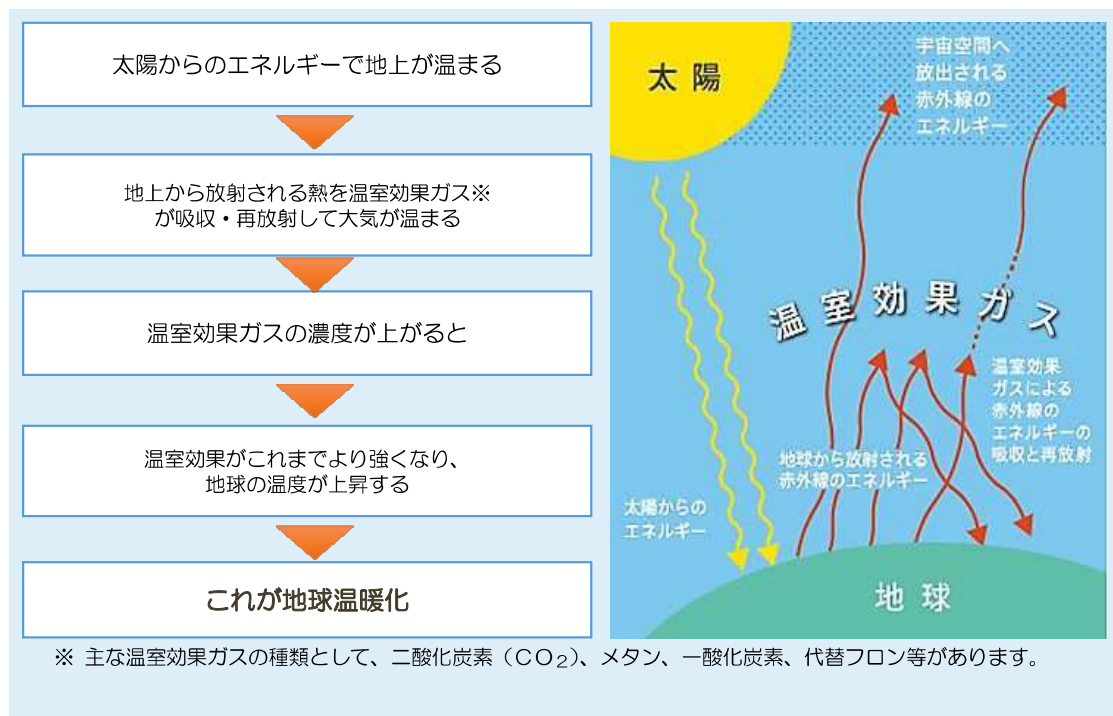 太陽からのエネルギーで地上が温まる
地上から放射される熱を温室効果ガス※
が吸収・再放射して大気が温まる
温室効果ガスの濃度が上がると
温室効果がこれまでより強くなり、
地球の温度が上昇する
これが地球温暖化
太陽
宇宙空間へ
放出される
赤外線の
エネルギー
温室効果ガス
温室効果
ガスによる
赤外線の
エネルギーの
吸収と再放射
地球から放射される
赤外線のエネルギー
太陽からの
エネルギー
地球
※ 主な温室効果ガスの種類として、二酸化炭素（ＣＯ₂）、メタン、一酸化炭素、代替フロン等があります。